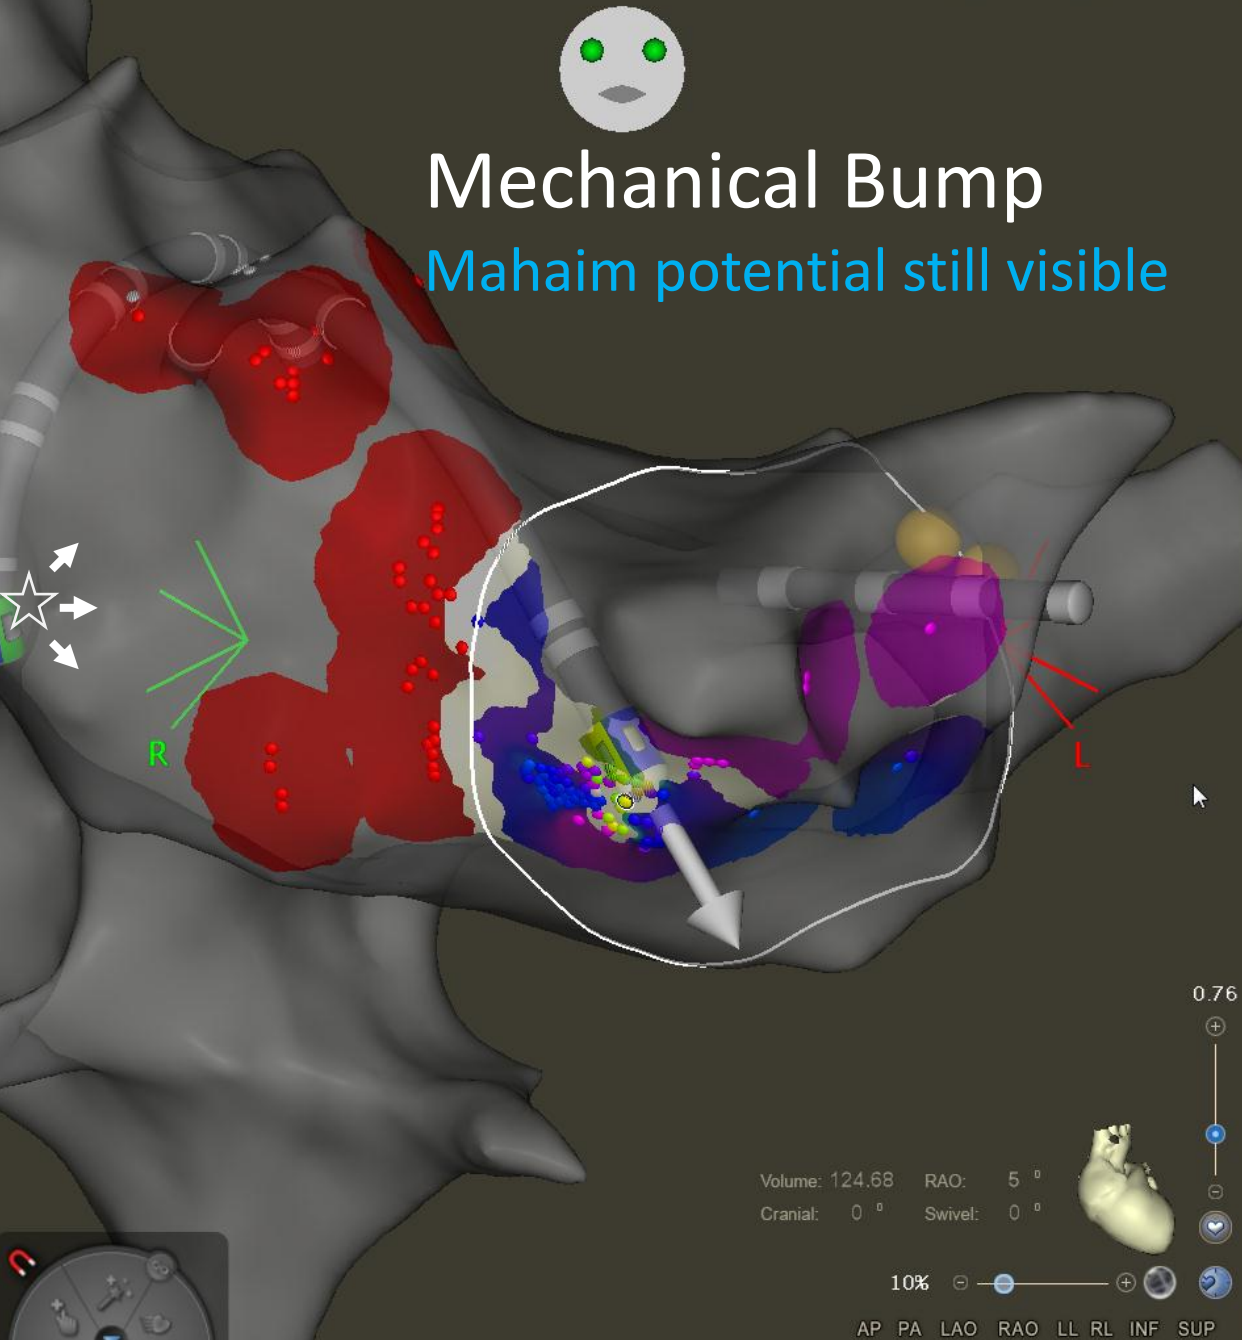 Mechanical Bump
Mahaim potential still visible
R
L
0.76
Volume: 124.68 RAO: 5 °
Cranial: 0 ° Swivel: 0 °
10%
AP PA LAO RAO LL RL INF SUP